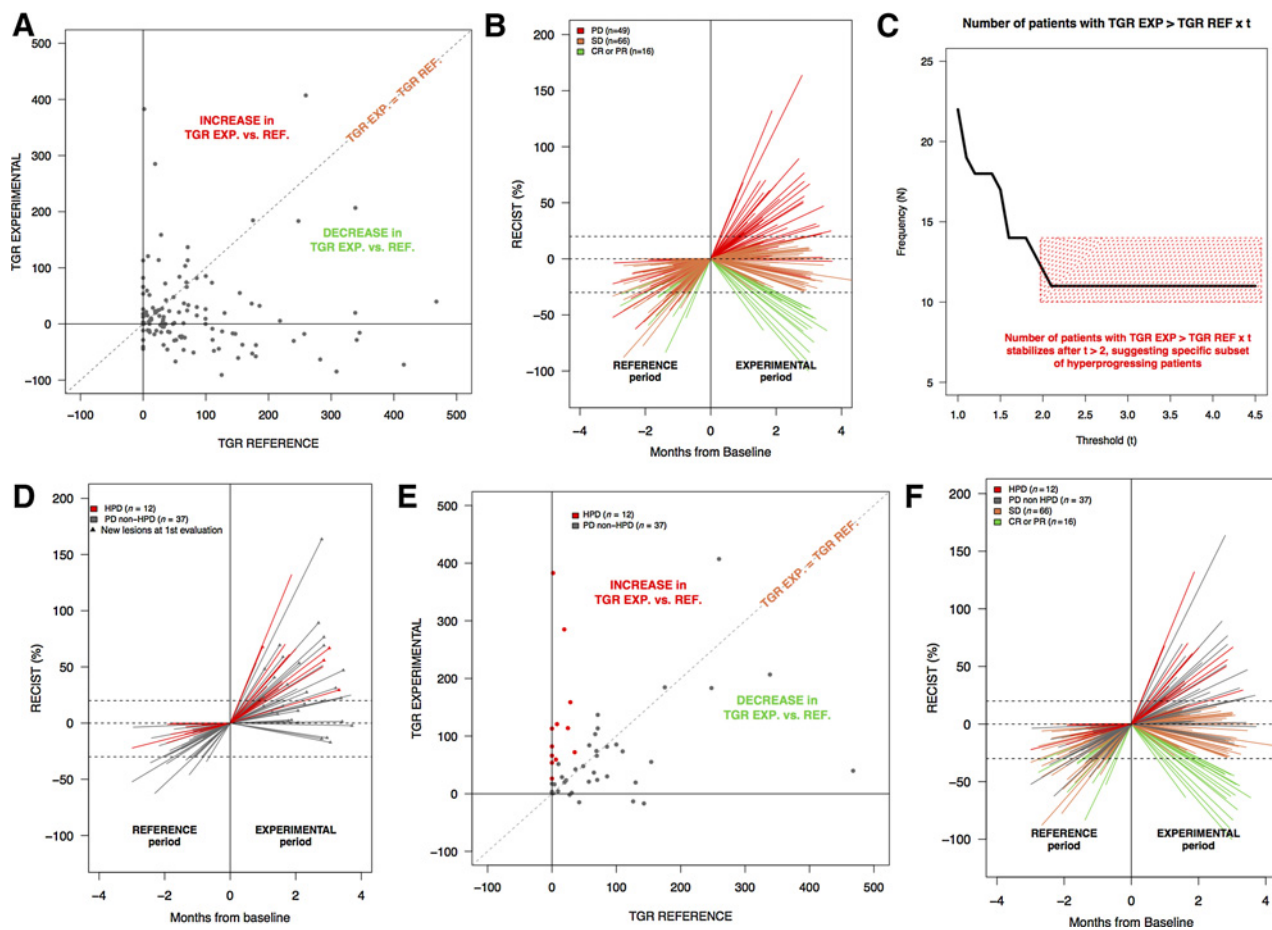 A
500
400
300
200
100
0
−100
TGR EXPERIMENTAL
INCREASE in
TGR EXP. vs. REF.
TGR EXP. = TGR REF.
DECREASE in
TGR EXP. vs. REF.
−100
0
100
200
300
400
500
TGR REFERENCE
B
200
150
100
50
0
−50
−100
RECIST (%)
PD (n=49)
SD (n=66)
CR or PR (n=16)
REFERENCE
period
EXPERIMENTAL
period
−4
−2
0
2
4
Months from Baseline
C
Number of patients with TGR EXP > TGR REF x t
25
20
15
10
5
Frequency (N)
Number of patients with TGR EXP > TGR REF x t
stabilizes after t > 2, suggesting specific subset
of hyperprogressing patients
1.0
1.5
2.0
2.5
3.0
3.5
4.0
4.5
Threshold (t)
D
200
150
100
50
0
−50
−100
RECIST (%)
HPD (n = 12)
PD non−HPD (n = 37)
New lesions at 1st evaluation
REFERENCE
period
EXPERIMENTAL
period
−4
−2
0
2
4
Months from baseline
E
500
400
300
200
100
0
−100
TGR EXPERIMENTAL
HPD (n = 12)
PD non−HPD (n = 37)
INCREASE in
TGR EXP. vs. REF.
TGR EXP. = TGR REF.
DECREASE in
TGR EXP. vs. REF.
−100
0
100
200
300
400
500
TGR REFERENCE
F
200
150
100
50
0
−50
−100
RECIST (%)
HPD (n = 12)
PD non HPD (n = 37)
SD (n = 66)
CR or PR (n = 16)
REFERENCE
period
EXPERIMENTAL
period
−4
−2
0
2
4
Months from Baseline